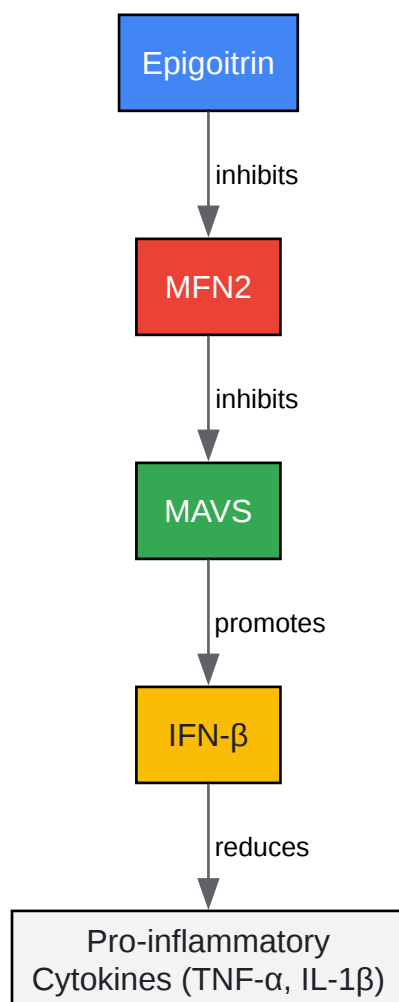 Epigoitrin
inhibits
MFN2
inhibits
MAVS
promotes
IFN-β
reduces
Pro-inflammatory
Cytokines (TNF-α, IL-1β)